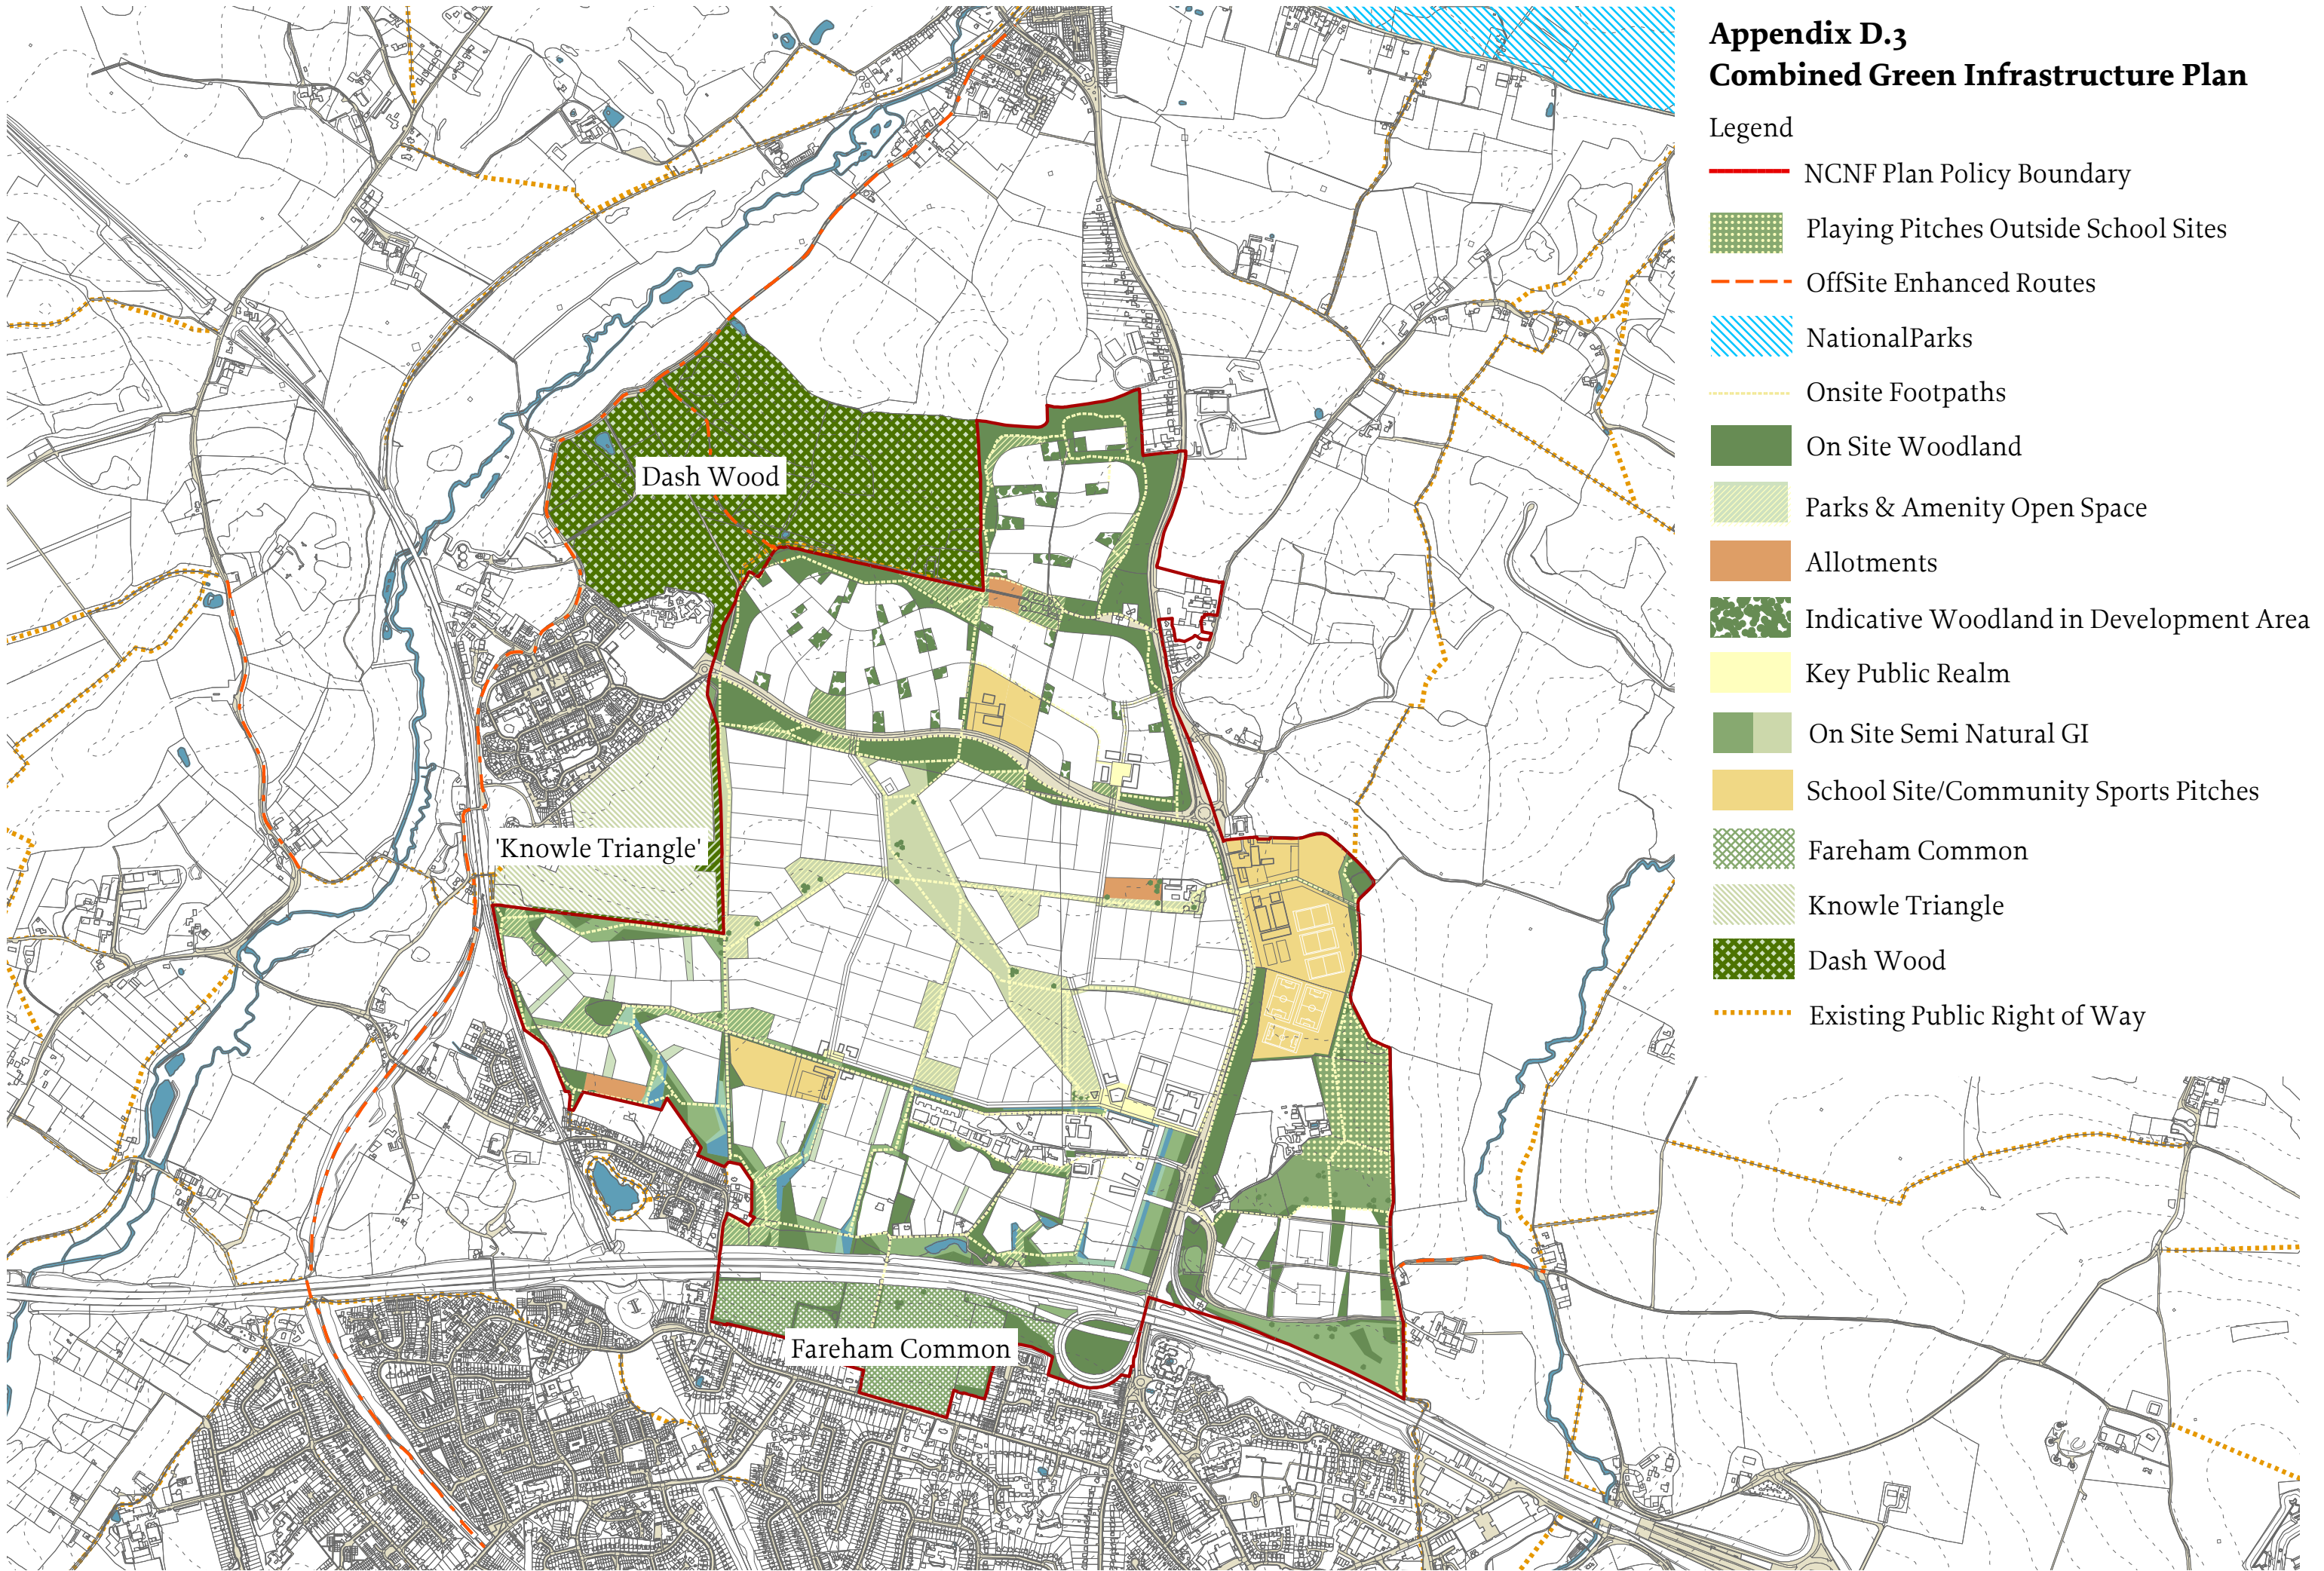 Appendix D.3
Combined Green Infrastructure Plan
Legend
NCNF Plan Policy Boundary
Playing Pitches Outside School Sites
OffSite Enhanced Routes
NationalParks
Onsite Footpaths
On Site Woodland
Parks & Amenity Open Space
Allotments
Indicative Woodland in Development Area
Key Public Realm
On Site Semi Natural GI
School Site/Community Sports Pitches
Fareham Common
Knowle Triangle
Dash Wood
Existing Public Right of Way
Dash Wood
'Knowle Triangle'
Fareham Common